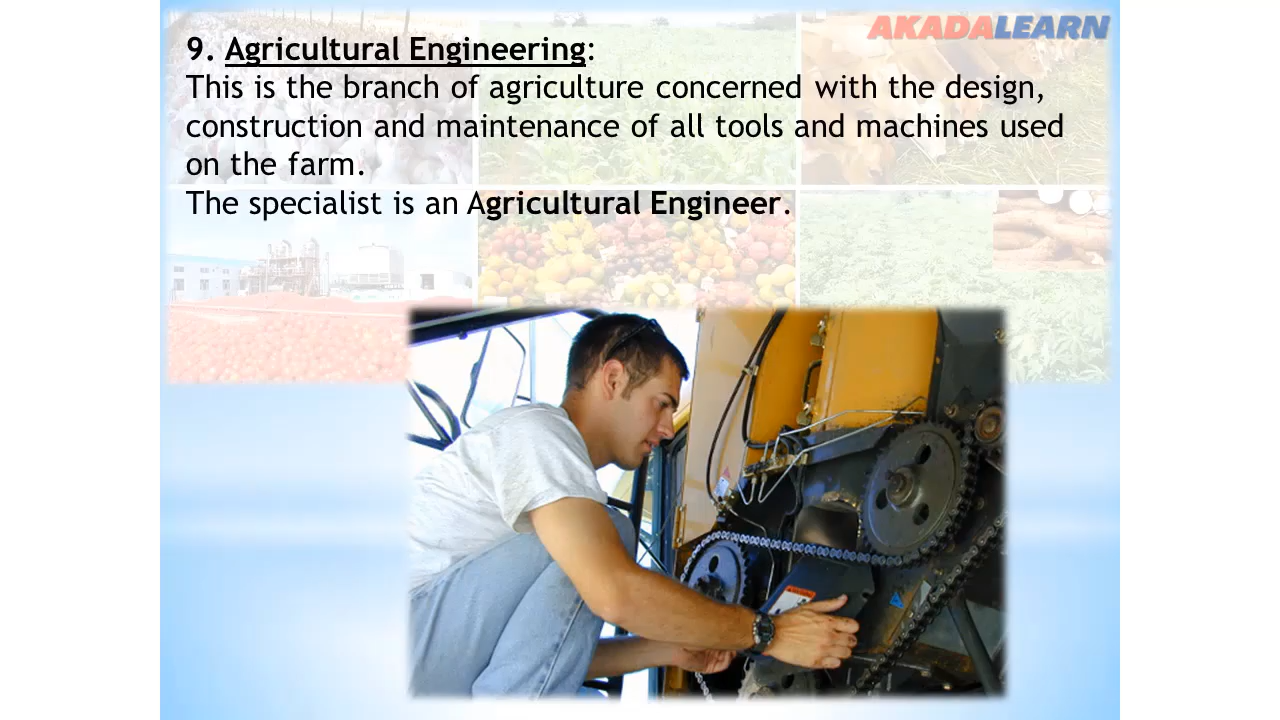 AKADALEARN
9. Agricultural Engineering:
This is the branch of agriculture concerned with the design,
construction and maintenance of all tools and machines used
on the farm.
The specialist is an Agricultural Engineer.